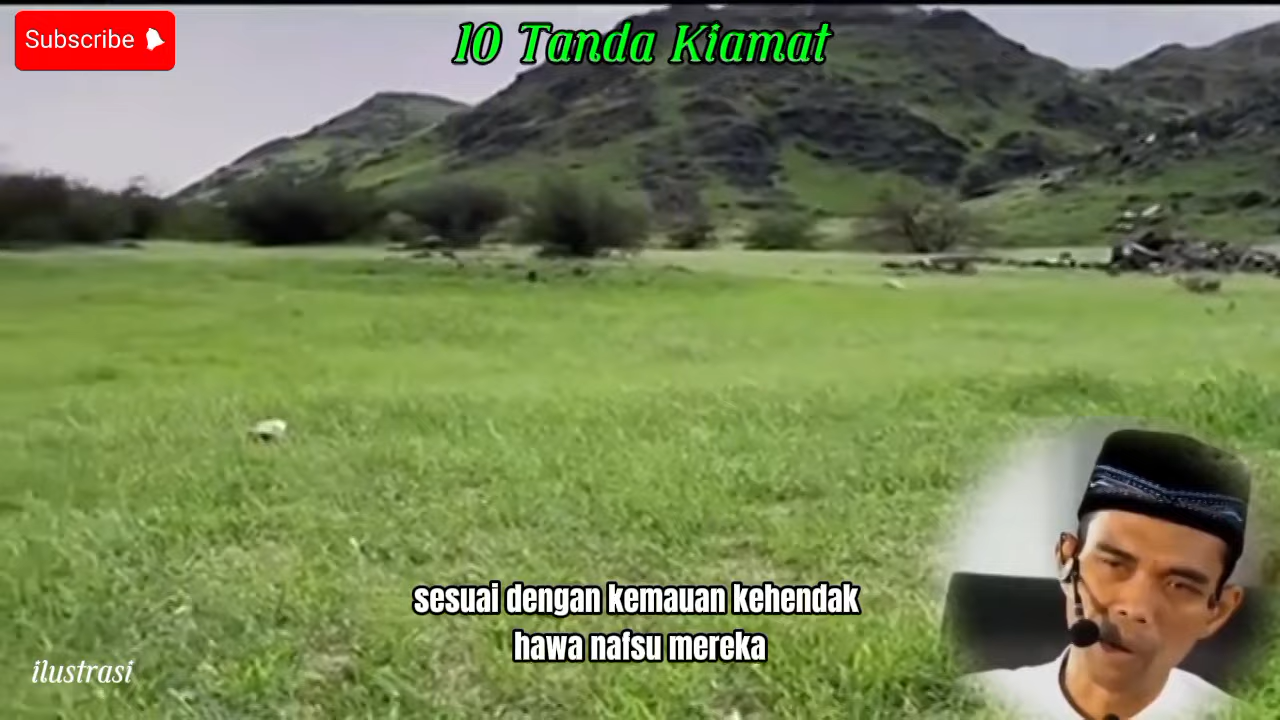 Subscribe
10 Tanda Kiamat
sesuai dengan kemauan kehendak
hawa nafsu mereka
ilustrasi